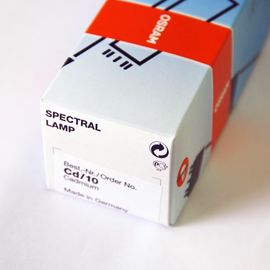 OSRAM
SPECTRAL
LAMP
Best.-Nr./Order No.
Cd/10
Cadmium
Made in Germany